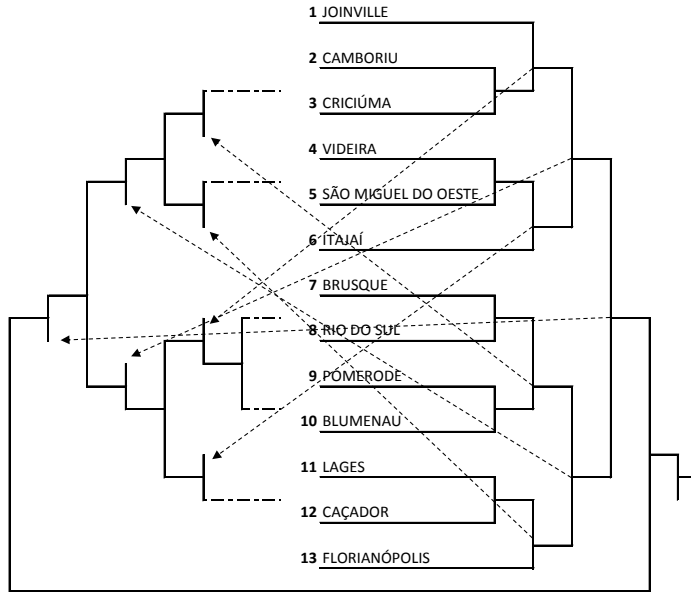 1 JOINVILLE
2 CAMBORIU
3 CRICIÚMA
4 VIDEIRA
5 SÃO MIGUEL DO OESTE
6 ITAJAÍ
7 BRUSQUE
8 RIO DO SUL
9 POMERODE
10 BLUMENAU
11 LAGES
12 CAÇADOR
13 FLORIANÓPOLIS